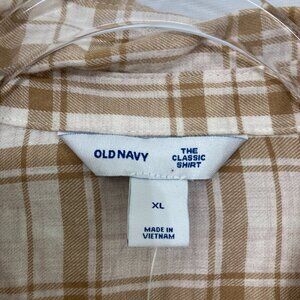 OLD NAVY
THE
CLASSIC
SHIRT
XL
MADE IN
VIETNAM